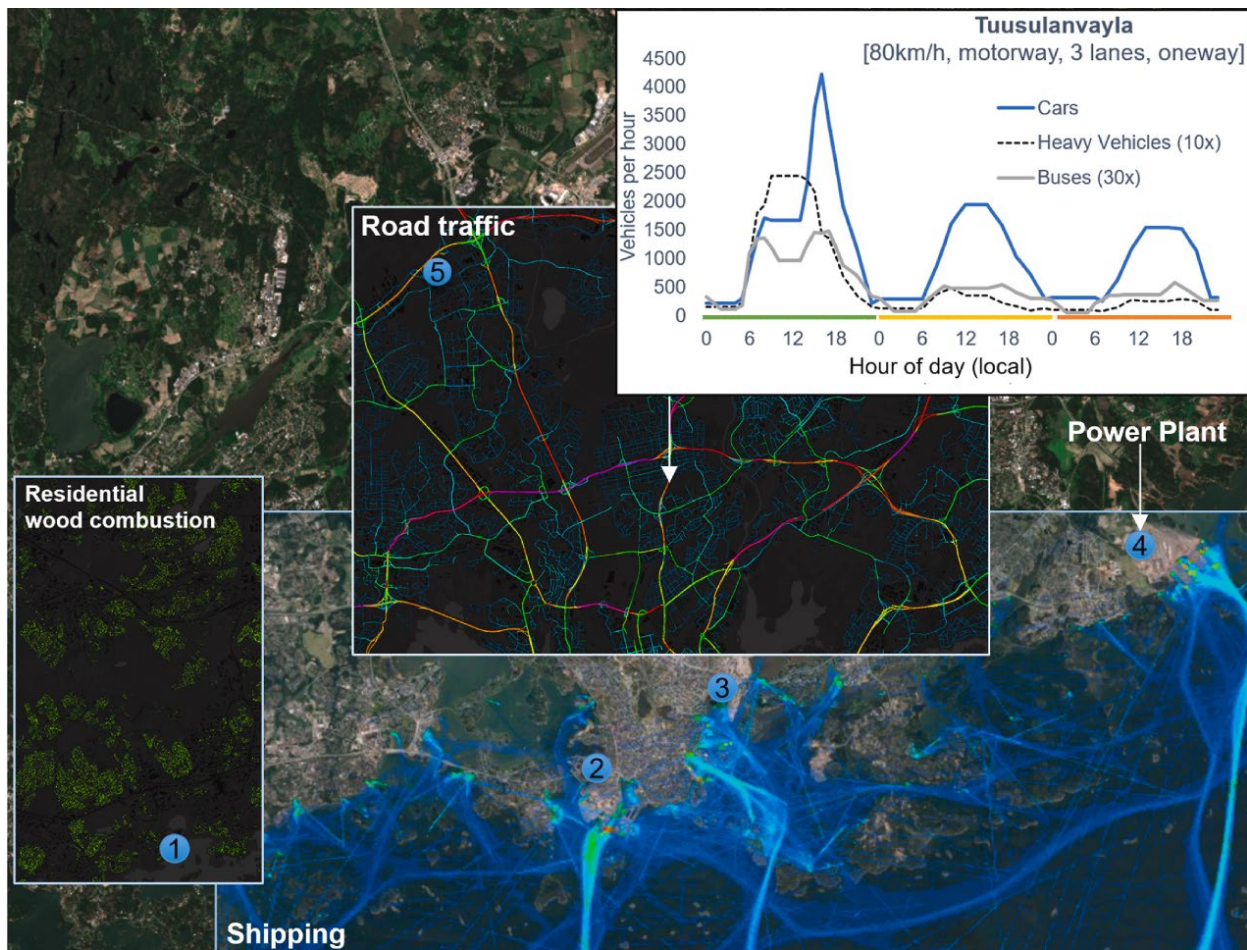 Tuusulanvayla
[80km/h, motorway, 3 lanes, oneway]
Vehicles per hour
4500
4000
3500
3000
2500
2000
1500
1000
500
0
Cars
Heavy Vehicles (10x)
Buses (30x)
0 6 12 18 0 6 12 18 0 6 12 18
Hour of day (local)
Road traffic
5
Power Plant
4
Residential
wood combustion
1
3
2
Shipping